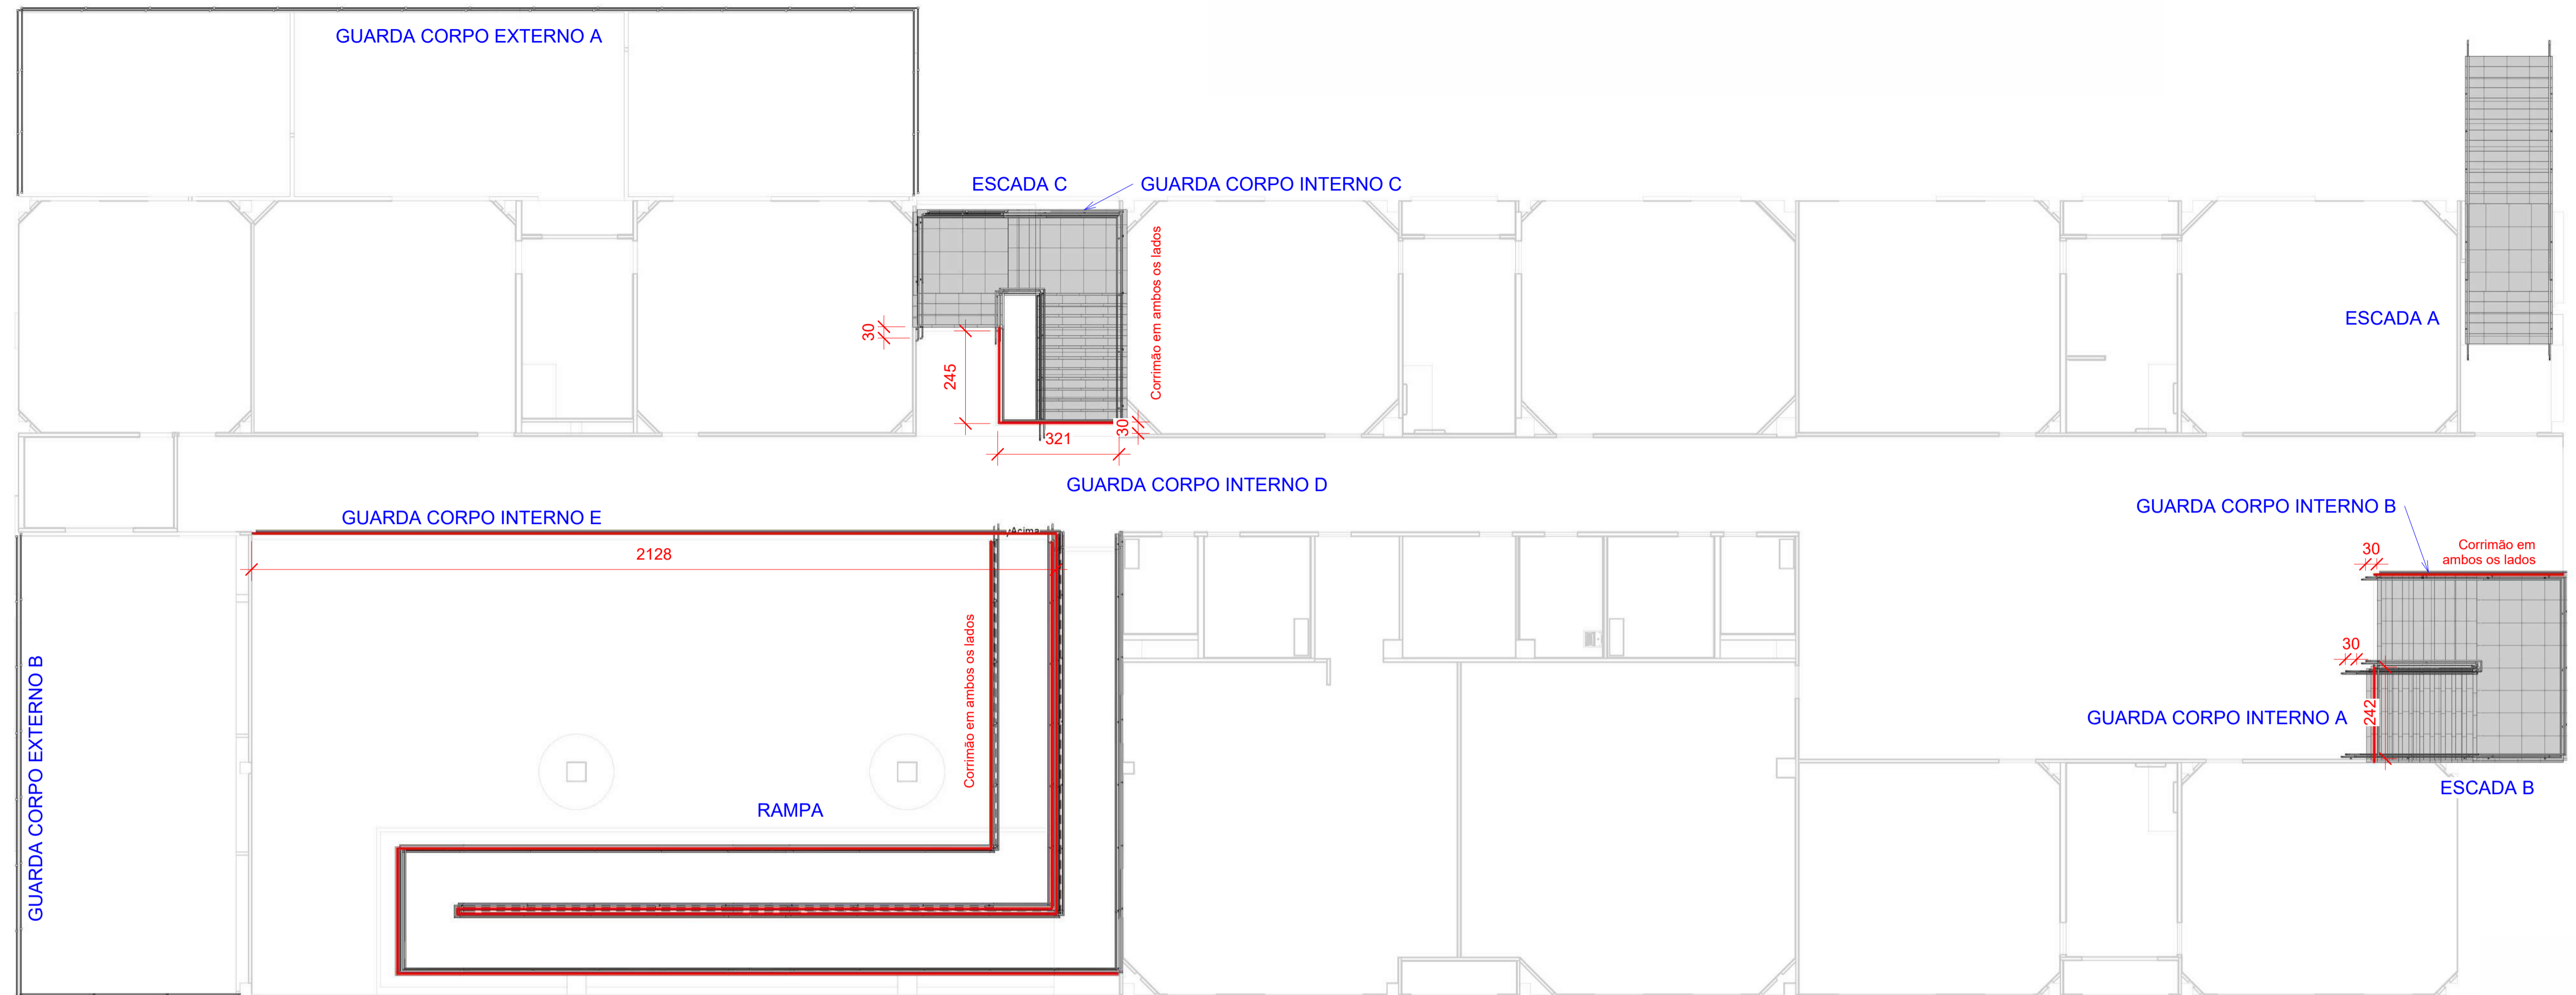 GUARDA CORPO EXTERNO A
ESCADA C
GUARDA CORPO INTERNO C
Corrimão em ambos os lados
30
245
30
321
ESCADA A
GUARDA CORPO INTERNO D
GUARDA CORPO INTERNO E
Acima
2128
GUARDA CORPO INTERNO B
Corrimão em
ambos os lados
30
30
242
GUARDA CORPO INTERNO A
ESCADA B
Corrimão em ambos os lados
RAMPA
GUARDA CORPO EXTERNO B